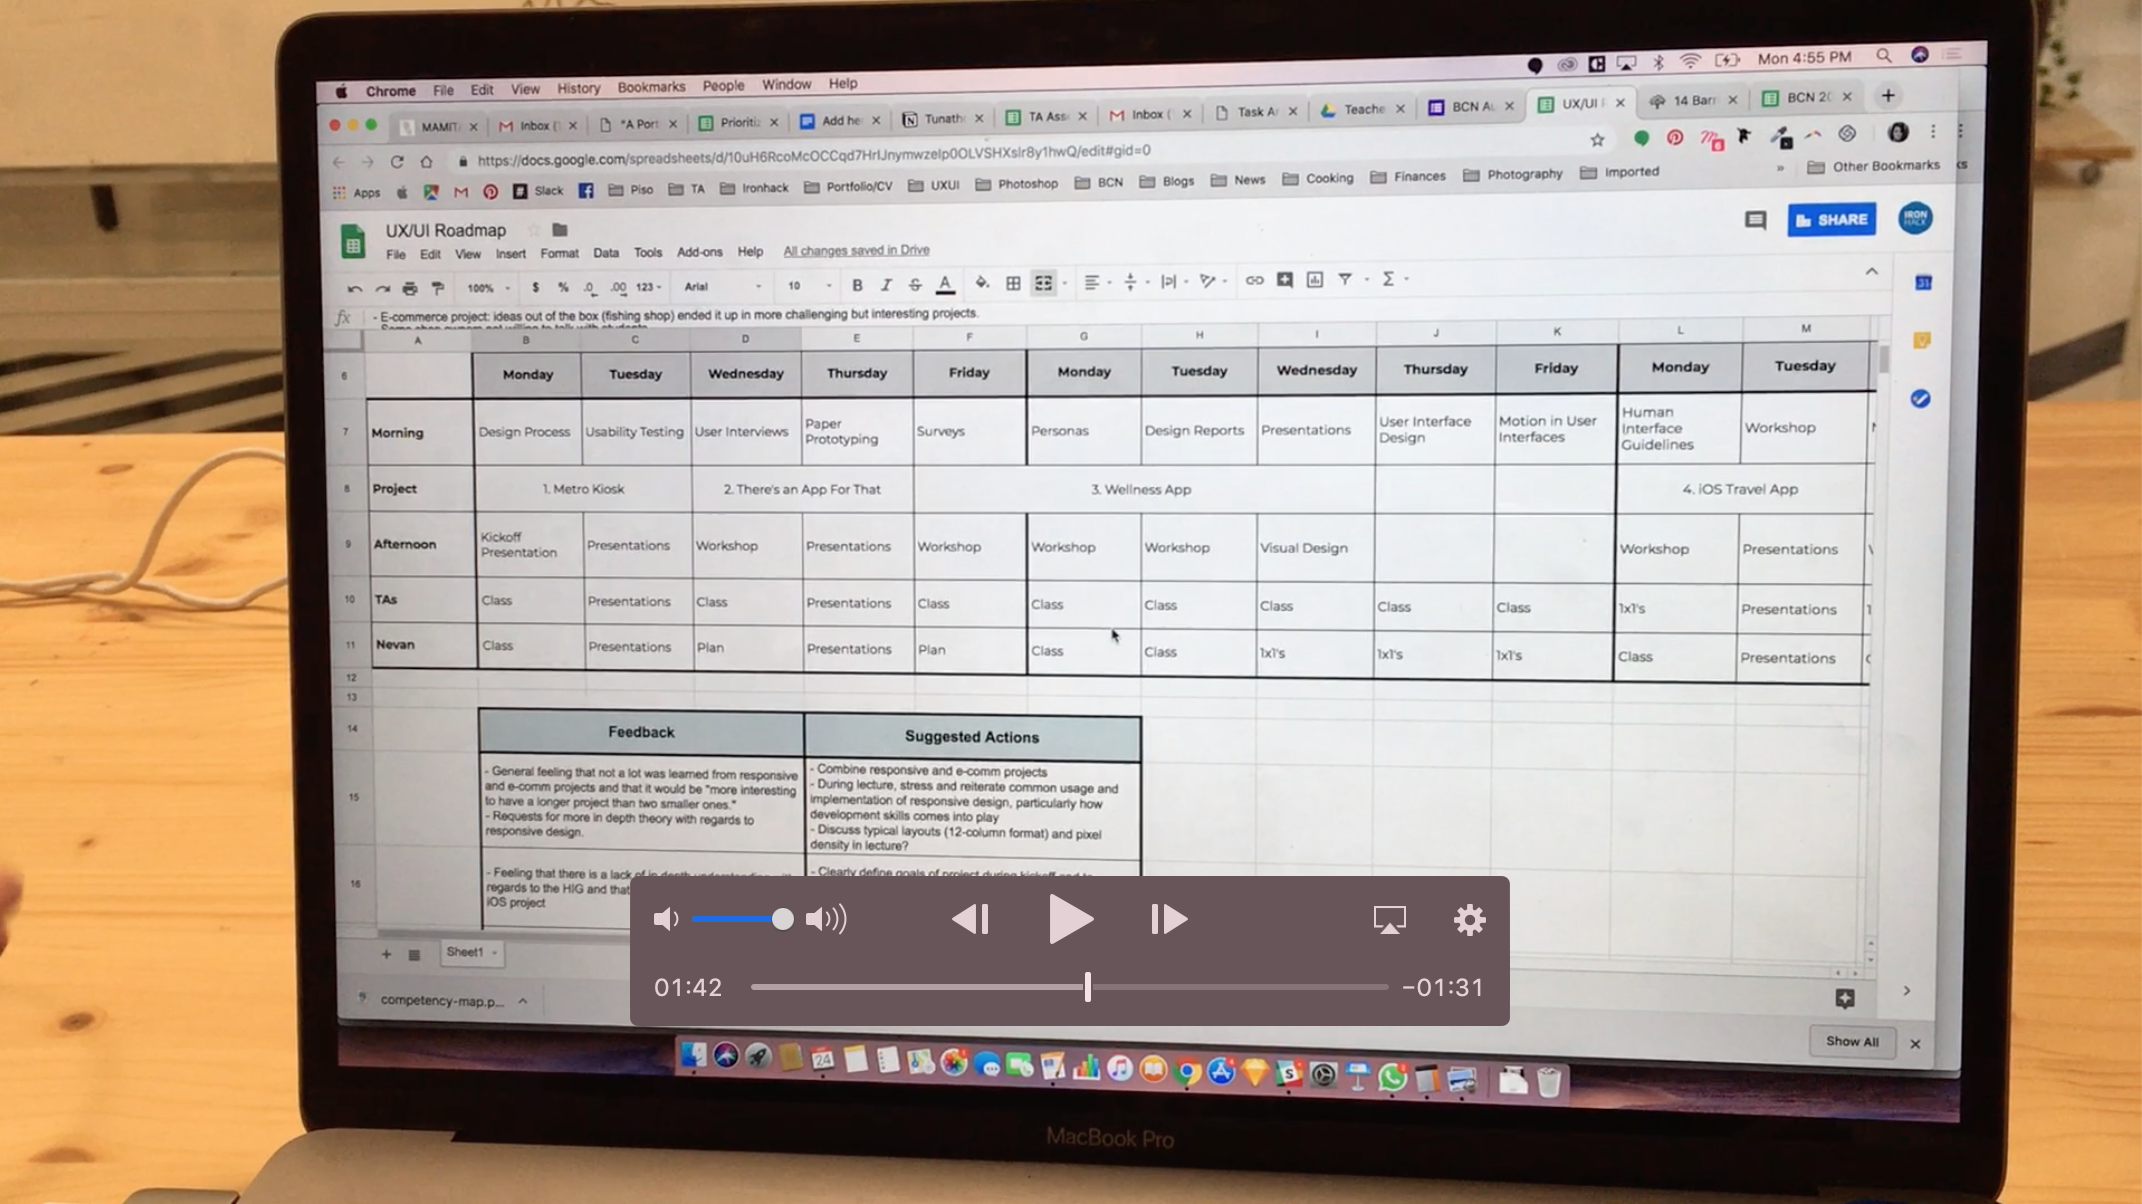 Chrome File Edit View History Bookmarks People Window Help Mon 4:55 PM
MAMIT Inbox ( "A Port Prioriti Add he Tunath TA Ass Inbox ( Task A Teache BCN A UX/UI 14 Barr BCN 20
https://docs.google.com/spreadsheets/d/
Apps Slack Piso TA Ironhack Portfolio/CV UXUI Photoshop BCN Blogs News Cooking Finances Photography Imported » Other Bookmarks
UX/UI Roadmap SHARE IRON HACK
File Edit View Insert Format Data Tools Add-ons Help All changes saved in Drive
100% $ % .0 .00 123 Arial 10 B I S A
fx - E-commerce project: ideas out of the box (fishing shop) ended it up in more challenging but interesting projects.
A B C D E F G H I J K L M
6 Monday Tuesday Wednesday Thursday Friday Monday Tuesday Wednesday Thursday Friday Monday Tuesday
7 Morning Design Process Usability Testing User Interviews Paper Prototyping Surveys Personas Design Reports Presentations User Interface Design Motion in User Interfaces Human Interface Guidelines Workshop
8 Project 1. Metro Kiosk 2. There's an App For That 3. Wellness App 4. iOS Travel App
9 Afternoon Kickoff Presentation Presentations Workshop Presentations Workshop Workshop Workshop Visual Design Workshop Presentations
10 TAs Class Presentations Class Presentations Class Class Class Class Class Class 1x1's Presentations
11 Nevan Class Presentations Plan Presentations Plan Class Class 1x1's 1x1's 1x1's Class Presentations
12
13
14 Feedback Suggested Actions
15
- General feeling that not a lot was learned from responsive
and e-comm projects and that it would be "more interesting
to have a longer project than two smaller ones."
- Requests for more in depth theory with regards to
responsive design.
- Combine responsive and e-comm projects
- During lecture, stress and reiterate common usage and
implementation of responsive design, particularly how
development skills comes into play
- Discuss typical layouts (12-column format) and pixel
density in lecture?
16
- Feeling that there is a lack of
regards to the HIG and that
iOS project
- Clearly define goals of project during kickoff
01:42 −01:31
Sheet1
competency-map.p...
Show All
24
MacBook Pro